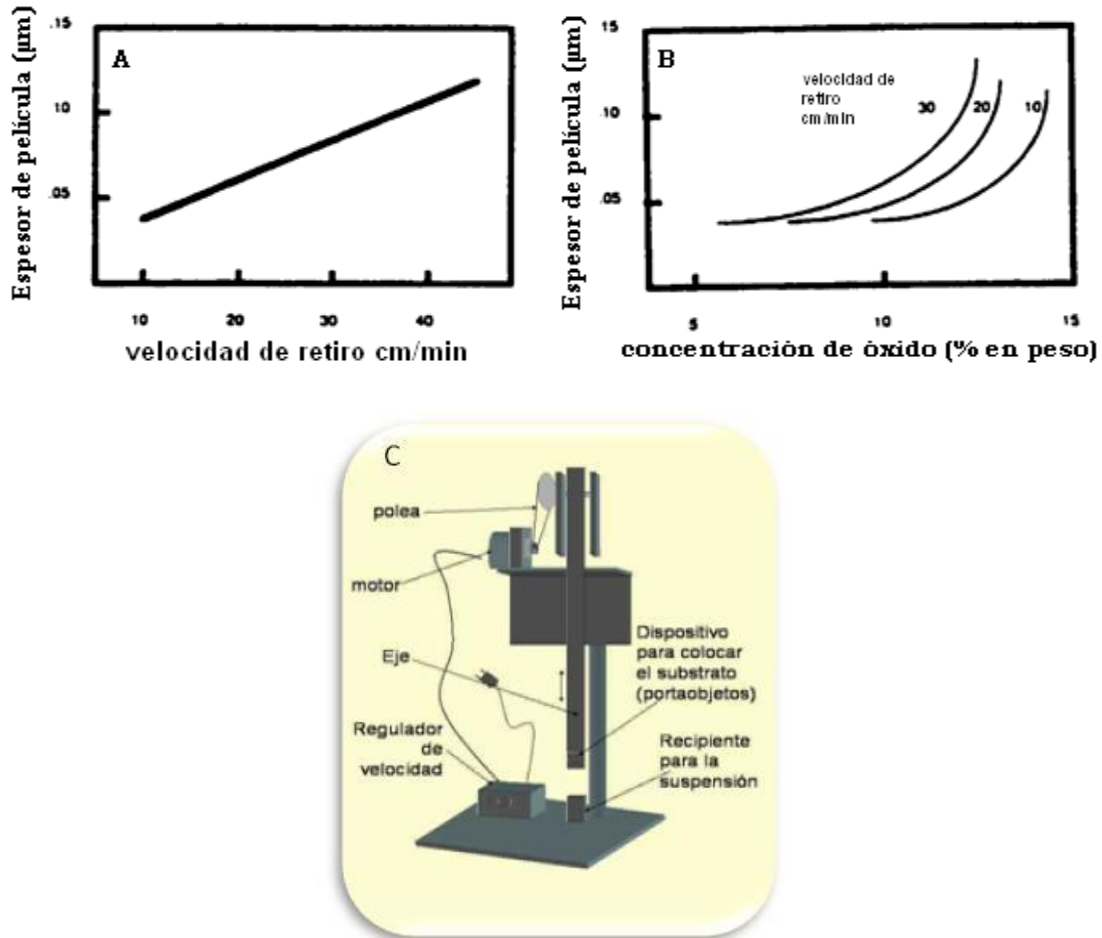 Espesor de película (µm)
.15
.10
.05
A
10 20 30 40
velocidad de retiro cm/min
Espesor de película (µm)
.15
.10
.05
B
velocidad de
retiro
cm/min
30 20 10
5 10 15
concentración de óxido (% en peso)
C
polea
motor
Eje
Regulador
de
velocidad
Dispositivo
para colocar
el substrato
(portaobjetos)
Recipiente
para la
suspensión